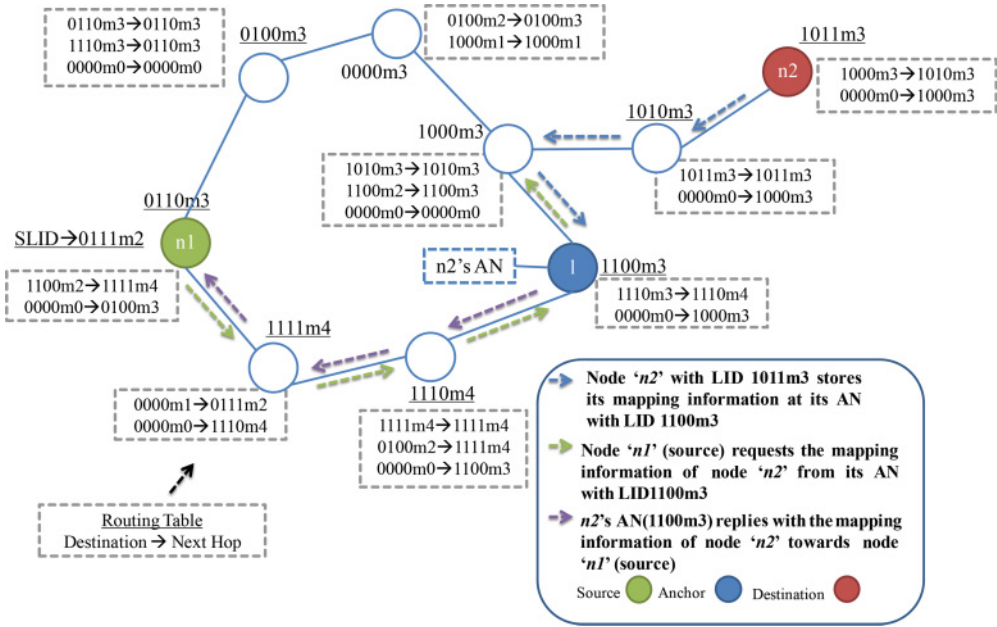 0110m3→0110m3
1110m3→0110m3
0000m0→0000m0
0100m3
0000m3
0100m2→0100m3
1000m1→1000m1
1011m3
n2
1000m3→1010m3
0000m0→1000m3
1010m3
1000m3
1010m3→1010m3
1100m2→1100m3
0000m0→0000m0
1011m3→1011m3
0000m0→1000m3
0110m3
SLID→0111m2
n1
1100m2→1111m4
0000m0→0100m3
n2's AN
1
1100m3
1110m3→1110m4
0000m0→1000m3
1111m4
0000m1→0111m2
0000m0→1110m4
1110m4
1111m4→1111m4
0100m2→1111m4
0000m0→1100m3
Routing Table
Destination → Next Hop
Node 'n2' with LID 1011m3 stores
its mapping information at its AN
with LID 1100m3
Node 'n1' (source) requests the mapping
information of node 'n2' from its AN
with LID1100m3
n2's AN(1100m3) replies with the mapping
information of node 'n2' towards node
'n1' (source)
Source Anchor Destination